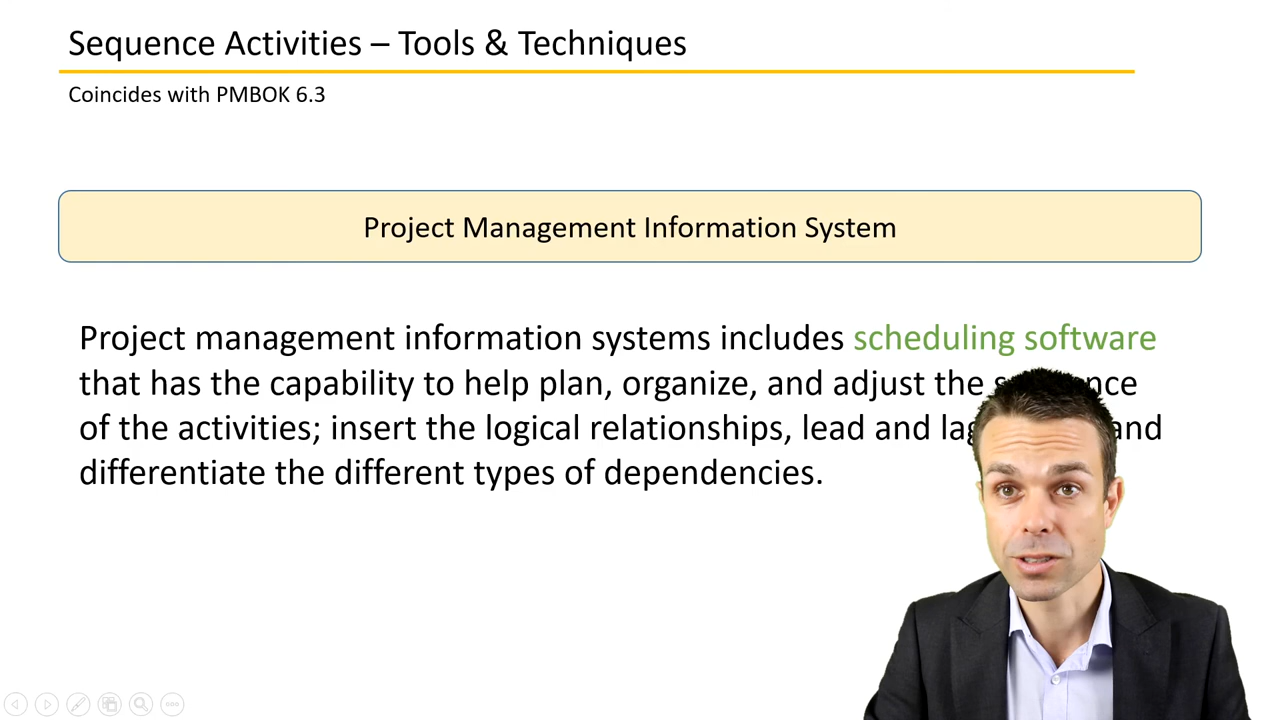 Sequence Activities – Tools & Techniques
Coincides with PMBOK 6.3
Project Management Information System
Project management information systems includes scheduling software
that has the capability to help plan, organize, and adjust the
of the activities; insert the logical relationships, lead and and
differentiate the different types of dependencies.